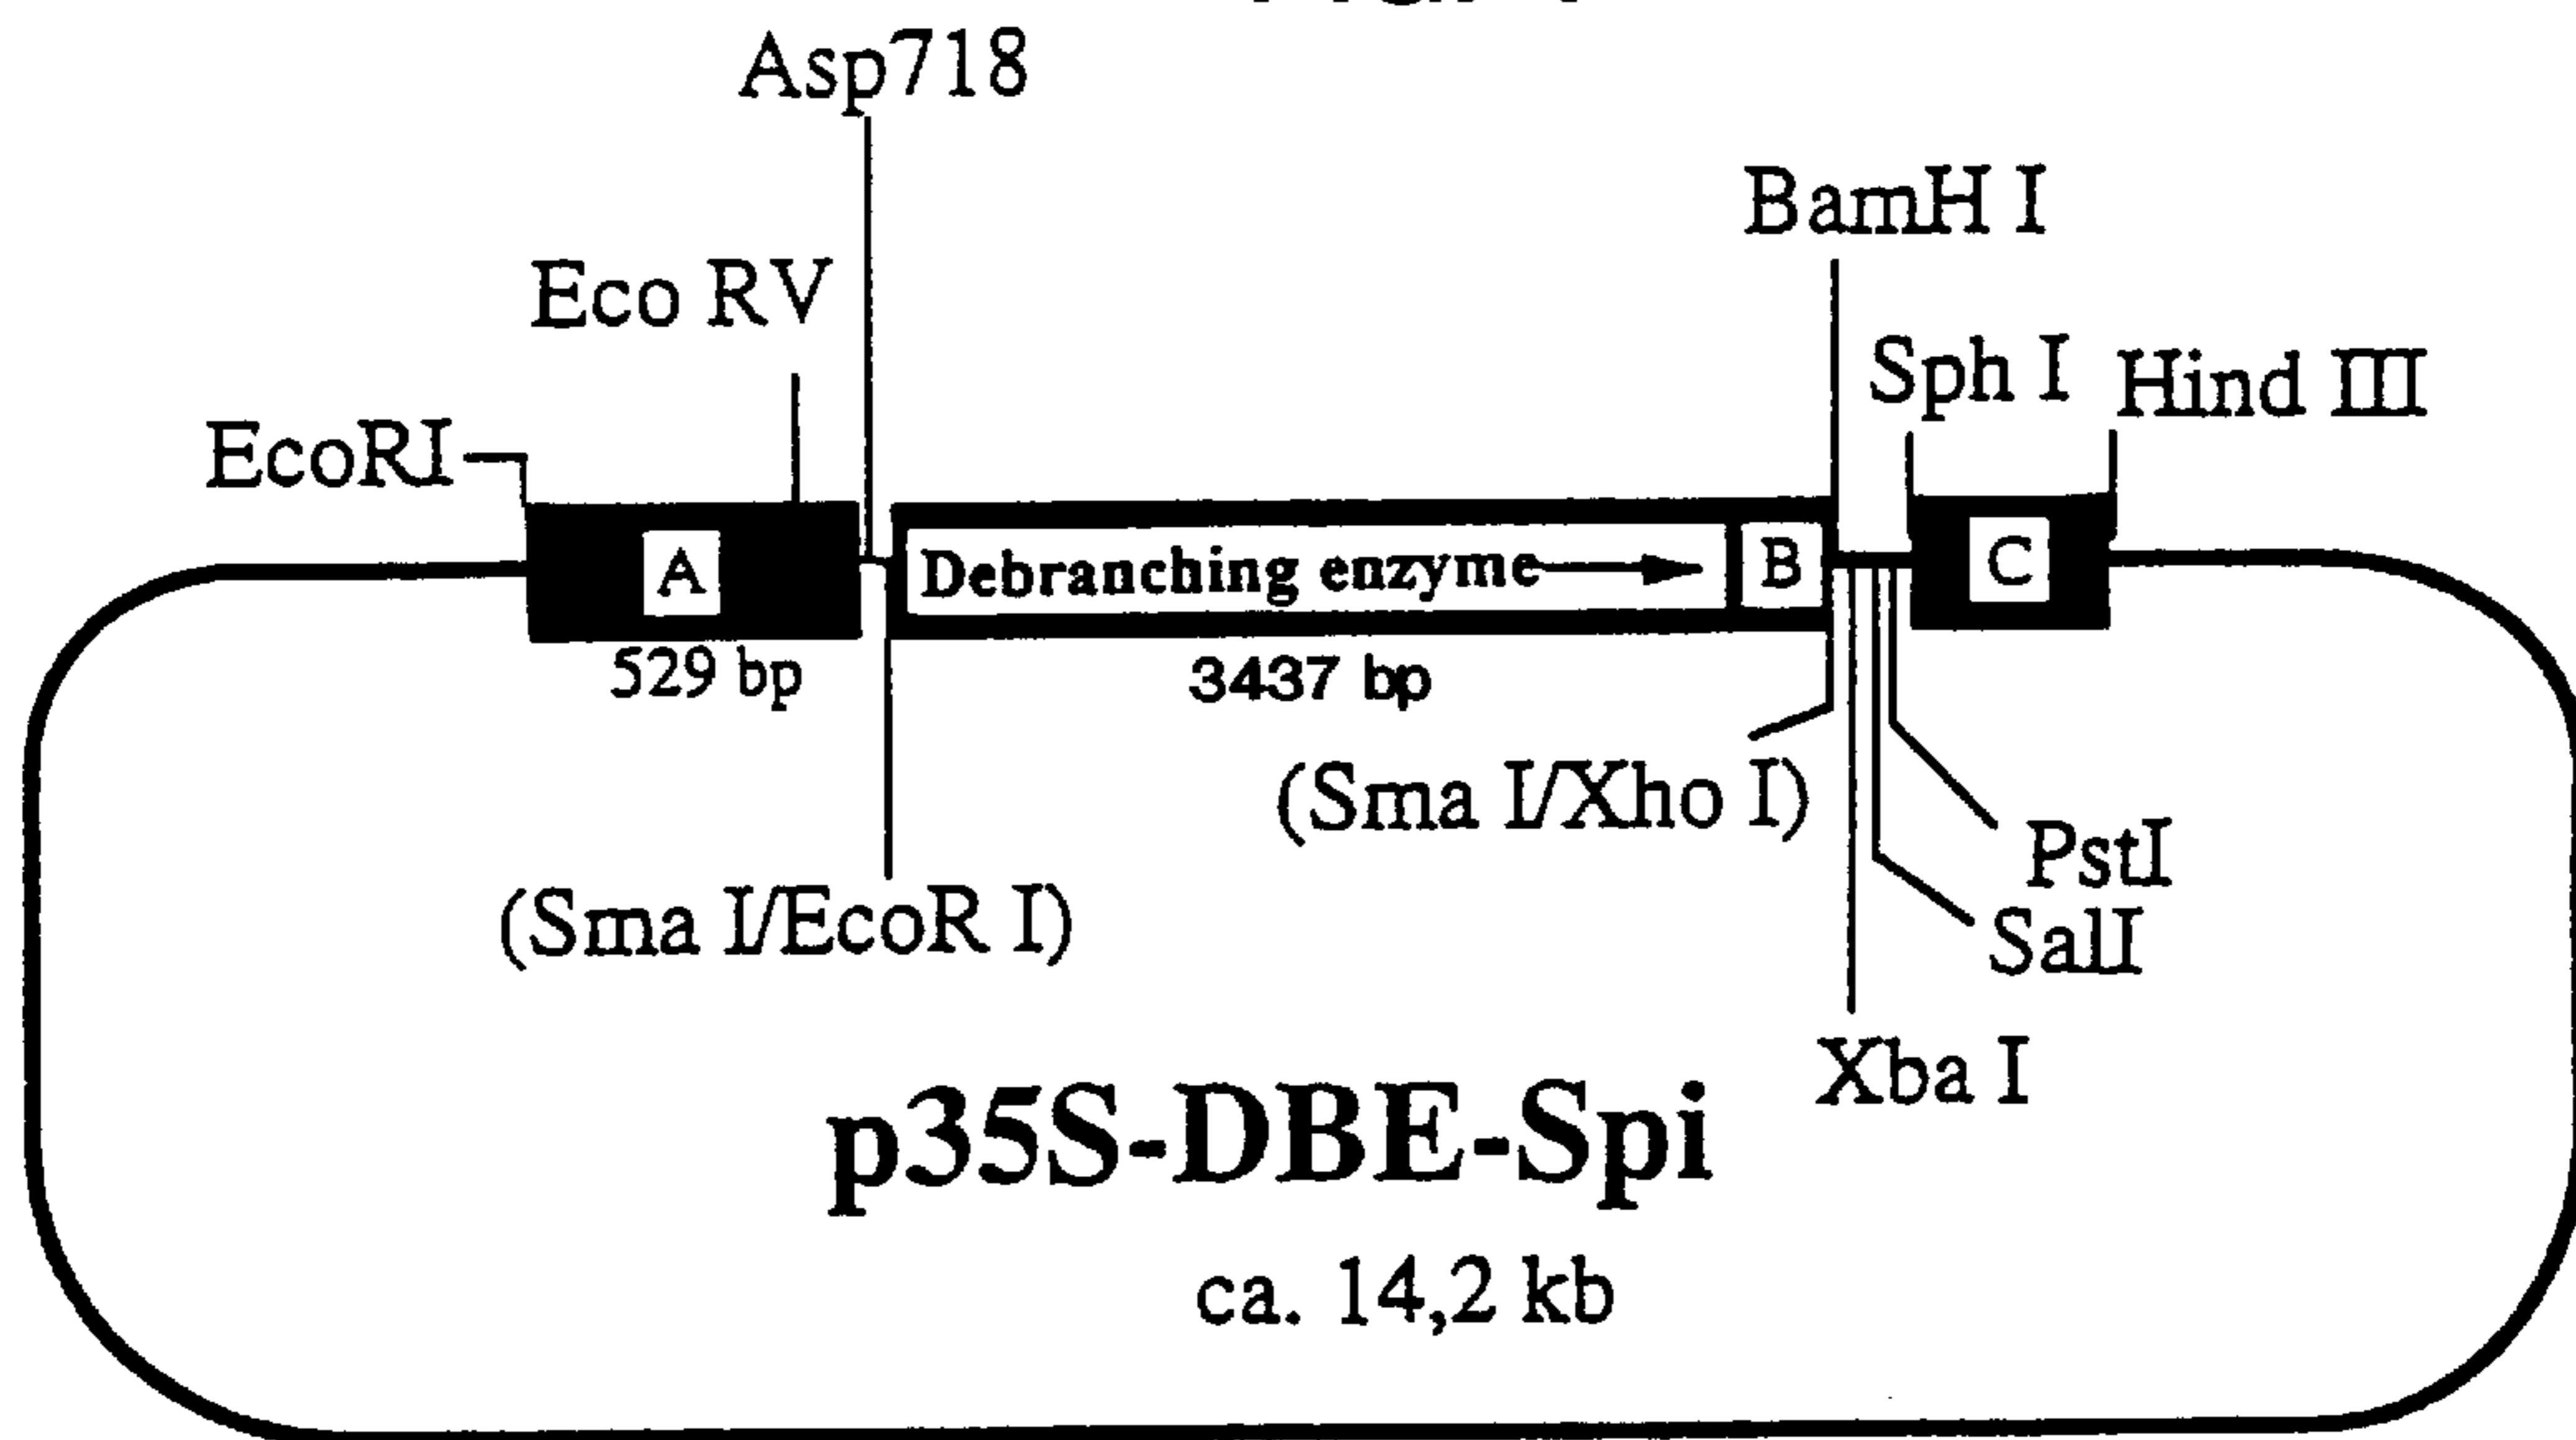 Asp718
BamH I
Eco RV
Sph I
Hind III
EcoRI
A
Debranching enzyme
B
C
529 bp
3437 bp
(Sma I/Xho I)
PstI
(Sma I/EcoR I)
SalI
Xba I
p35S-DBE-Spi
ca. 14,2 kb